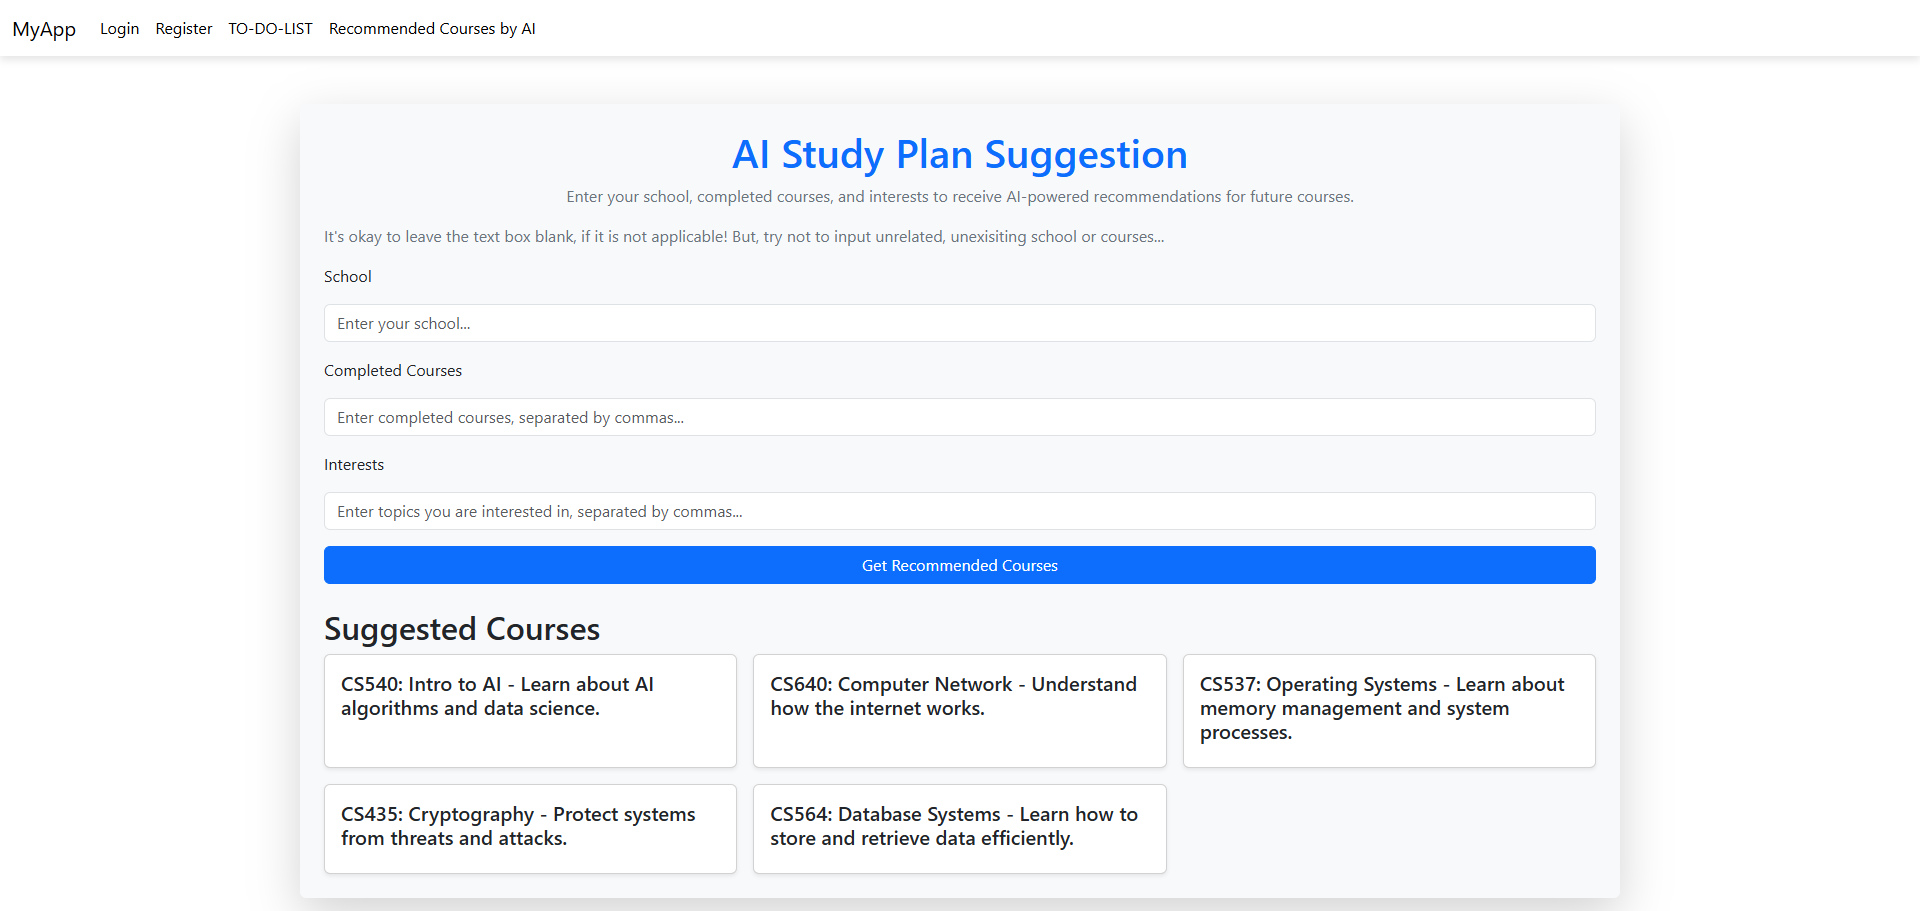 MyApp Login Register TO-DO-LIST Recommended Courses by AI
AI Study Plan Suggestion
Enter your school, completed courses, and interests to receive AI-powered recommendations for future courses.
It's okay to leave the text box blank, if it is not applicable! But, try not to input unrelated, unexisiting school or courses...
School
Enter your school...
Completed Courses
Enter completed courses, separated by commas...
Interests
Enter topics you are interested in, separated by commas...
Get Recommended Courses
Suggested Courses
CS540: Intro to AI - Learn about AI
algorithms and data science.
CS640: Computer Network - Understand
how the internet works.
CS537: Operating Systems - Learn about
memory management and system
processes.
CS435: Cryptography - Protect systems
from threats and attacks.
CS564: Database Systems - Learn how to
store and retrieve data efficiently.